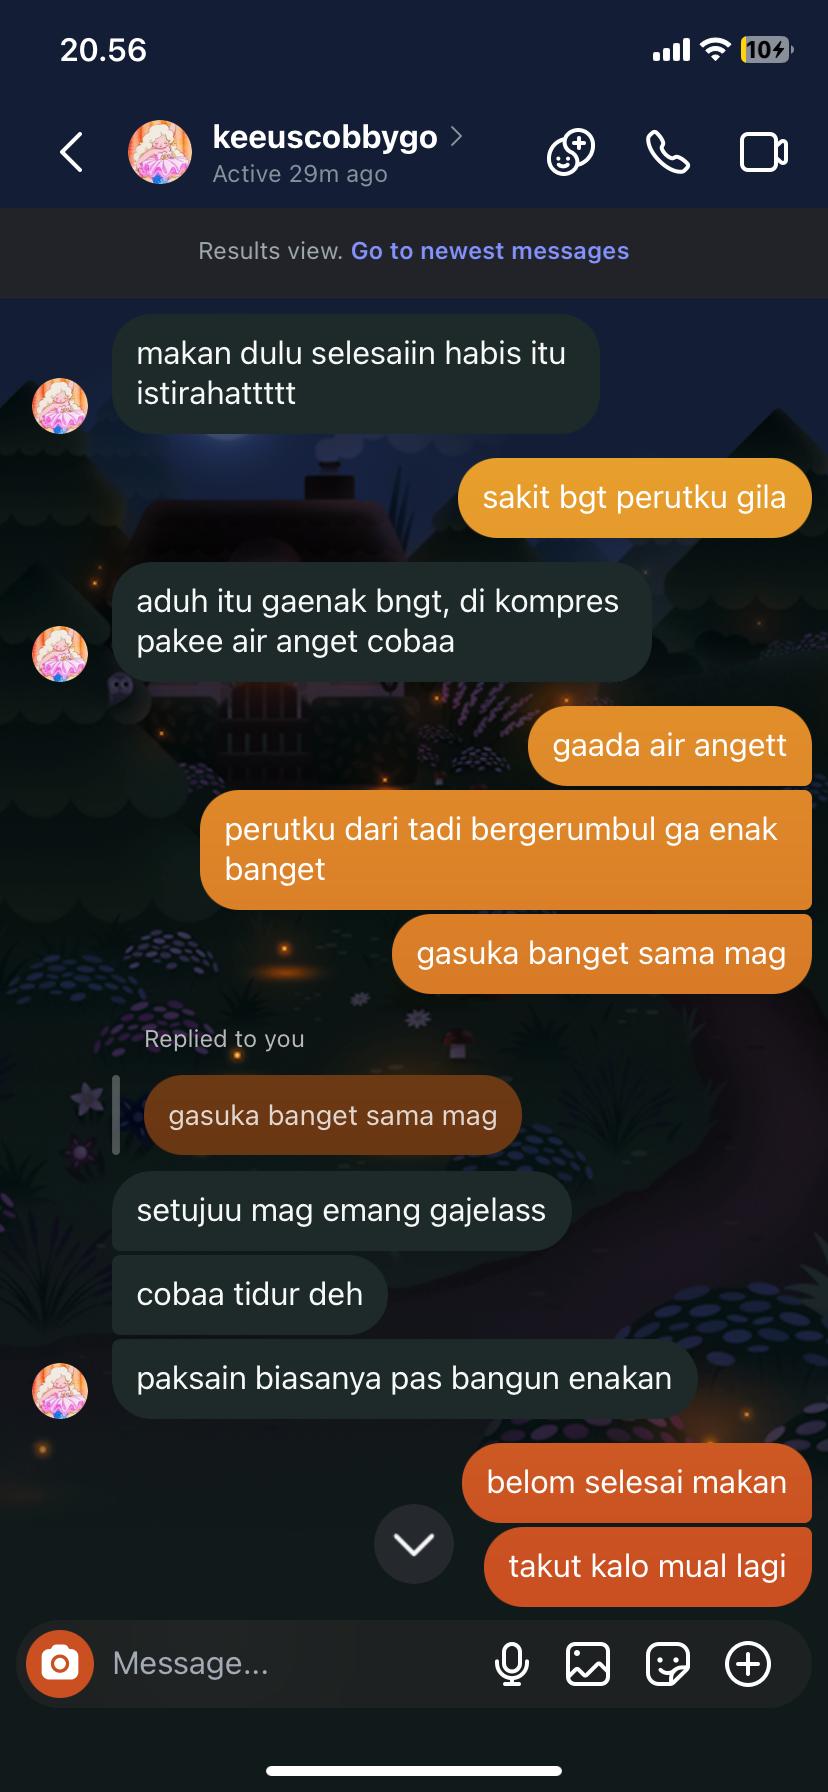 20.56
10
keeuscobbygo
Active 29m ago
Results view. Go to newest messages
makan dulu selesaiin habis itu
istirahattttt
sakit bgt perutku gila
aduh itu gaenak bngt, di kompres
pakee air anget cobaa
gaada air angett
perutku dari tadi bergerumbul ga enak
banget
gasuka banget sama mag
Replied to you
gasuka banget sama mag
setujuu mag emang gajelass
cobaa tidur deh
paksain biasanya pas bangun enakan
belom selesai makan
takut kalo mual lagi
Message...